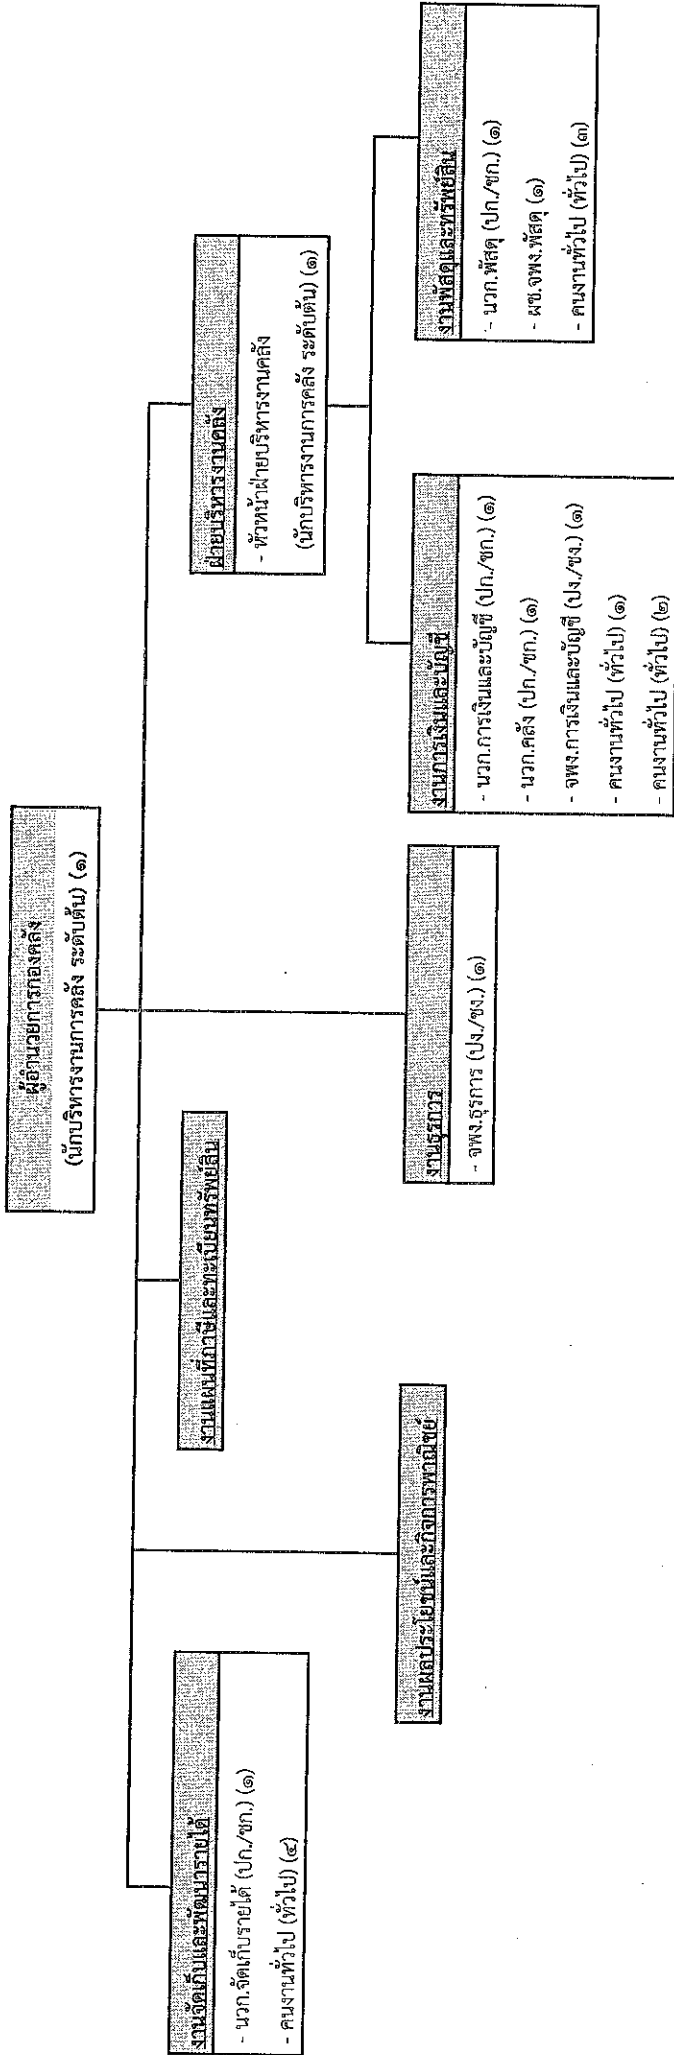 ผู้อำนวยการกองคลัง
(นักบริหารงานการคลัง ระดับต้น) (๑)
งานจัดเก็บและพัฒนารายได้
- นวก.จัดเก็บรายได้ (ปก./ชก.) (๑)
- คนงานทั่วไป (ทั่วไป) (๔)
งานแผนที่ภาษีและทะเบียนทรัพย์สิน
ฝ่ายบริหารงานคลัง
- หัวหน้าฝ่ายบริหารงานคลัง
(นักบริหารงานการคลัง ระดับต้น) (๑)
งานผลประโยชน์และกิจการพาณิชย์
งานธุรการ
- จพง.ธุรการ (ปง./ชง.) (๑)
งานการเงินและบัญชี
- นวก.การเงินและบัญชี (ปก./ชก.) (๑)
- นวก.คลัง (ปก./ชก.) (๑)
- จพง.การเงินและบัญชี (ปง./ชง.) (๑)
- คนงานทั่วไป (ทั่วไป) (๑)
- คนงานทั่วไป (ทั่วไป) (๒)
งานพัสดุและทรัพย์สิน
- นวก.พัสดุ (ปก./ชก.) (๑)
- ผช.จพง.พัสดุ (๑)
- คนงานทั่วไป (ทั่วไป) (๓)